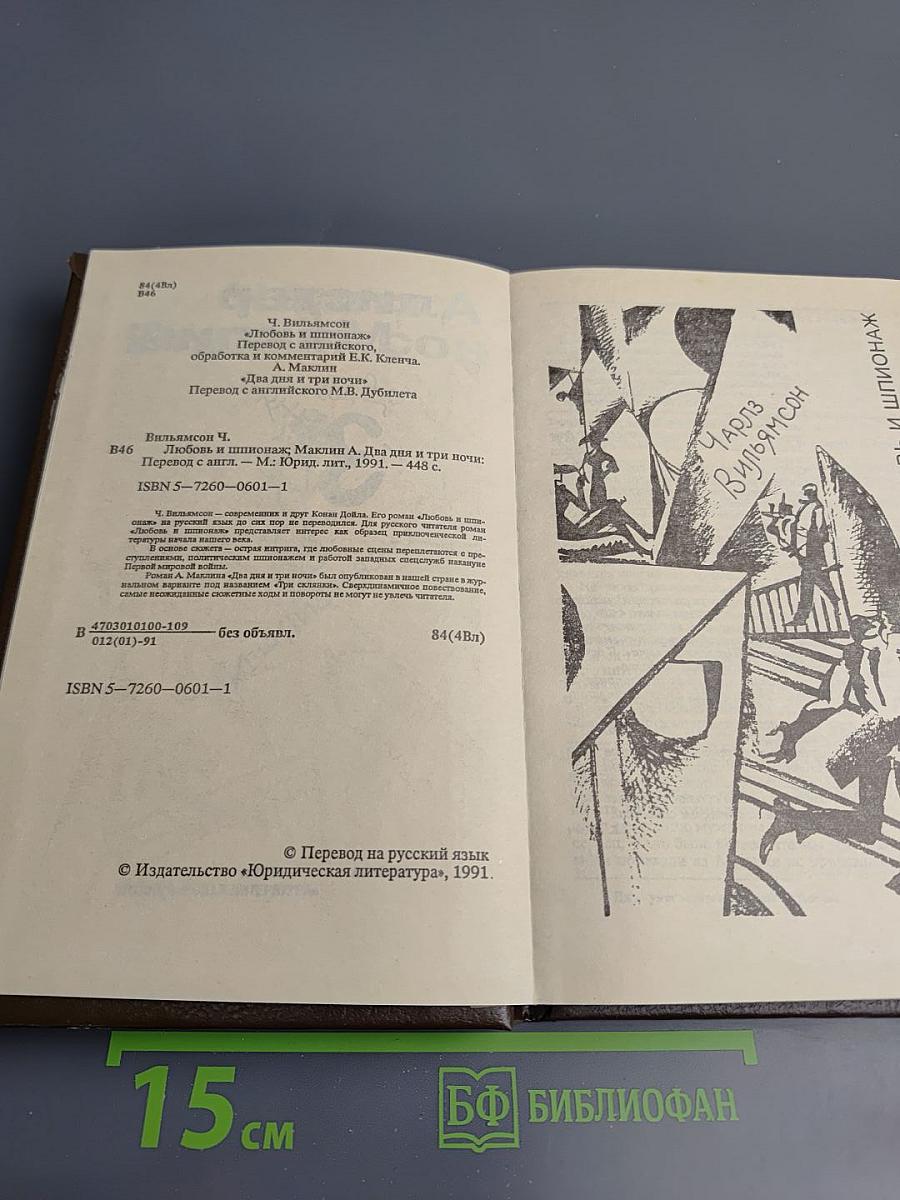 84(4Вл)
В46
Ч. Вильямсон
«Любовь и шпионаж»
Перевод с английского,
обработка и комментарий Е.К. Кленча.
А. Маклин
«Два дня и три ночи»
Перевод с английского М.В. Дубилета
Вильямсон Ч.
В46 Любовь и шпионаж; Маклин А. Два дня и три ночи:
Перевод с англ. — М.: Юрид. лит., 1991. — 448 с.
ISBN 5—7260—0601—1
Ч. Вильямсон — современник и друг Конан Дойла. Его роман «Любовь и шпи-
онаж» на русский язык до сих пор не переводился. Для русского читателя роман
«Любовь и шпионаж» представляет интерес как образец приключенческой ли-
тературы начала нашего века.
В основе сюжета — острая интрига, где любовные сцены переплетаются с пре-
ступлениями, политическим шпионажем и работой западных спецслужб накануне
Первой мировой войны.
Роман А. Маклина «Два дня и три ночи» был опубликован в нашей стране в жур-
нальном варианте под названием «Три склянки». Сверхдинамичное повествование,
самые неожиданные сюжетные ходы и повороты не могут не увлечь читателя.
В 4703010100-109 без объявл. 84(4Вл)
012(01)-91
ISBN 5—7260—0601—1
© Перевод на русский язык
© Издательство «Юридическая литература», 1991.
Чарлз
Вильямсон
И ШПИОНАЖ
15 см
БФ БИБЛИОФАН